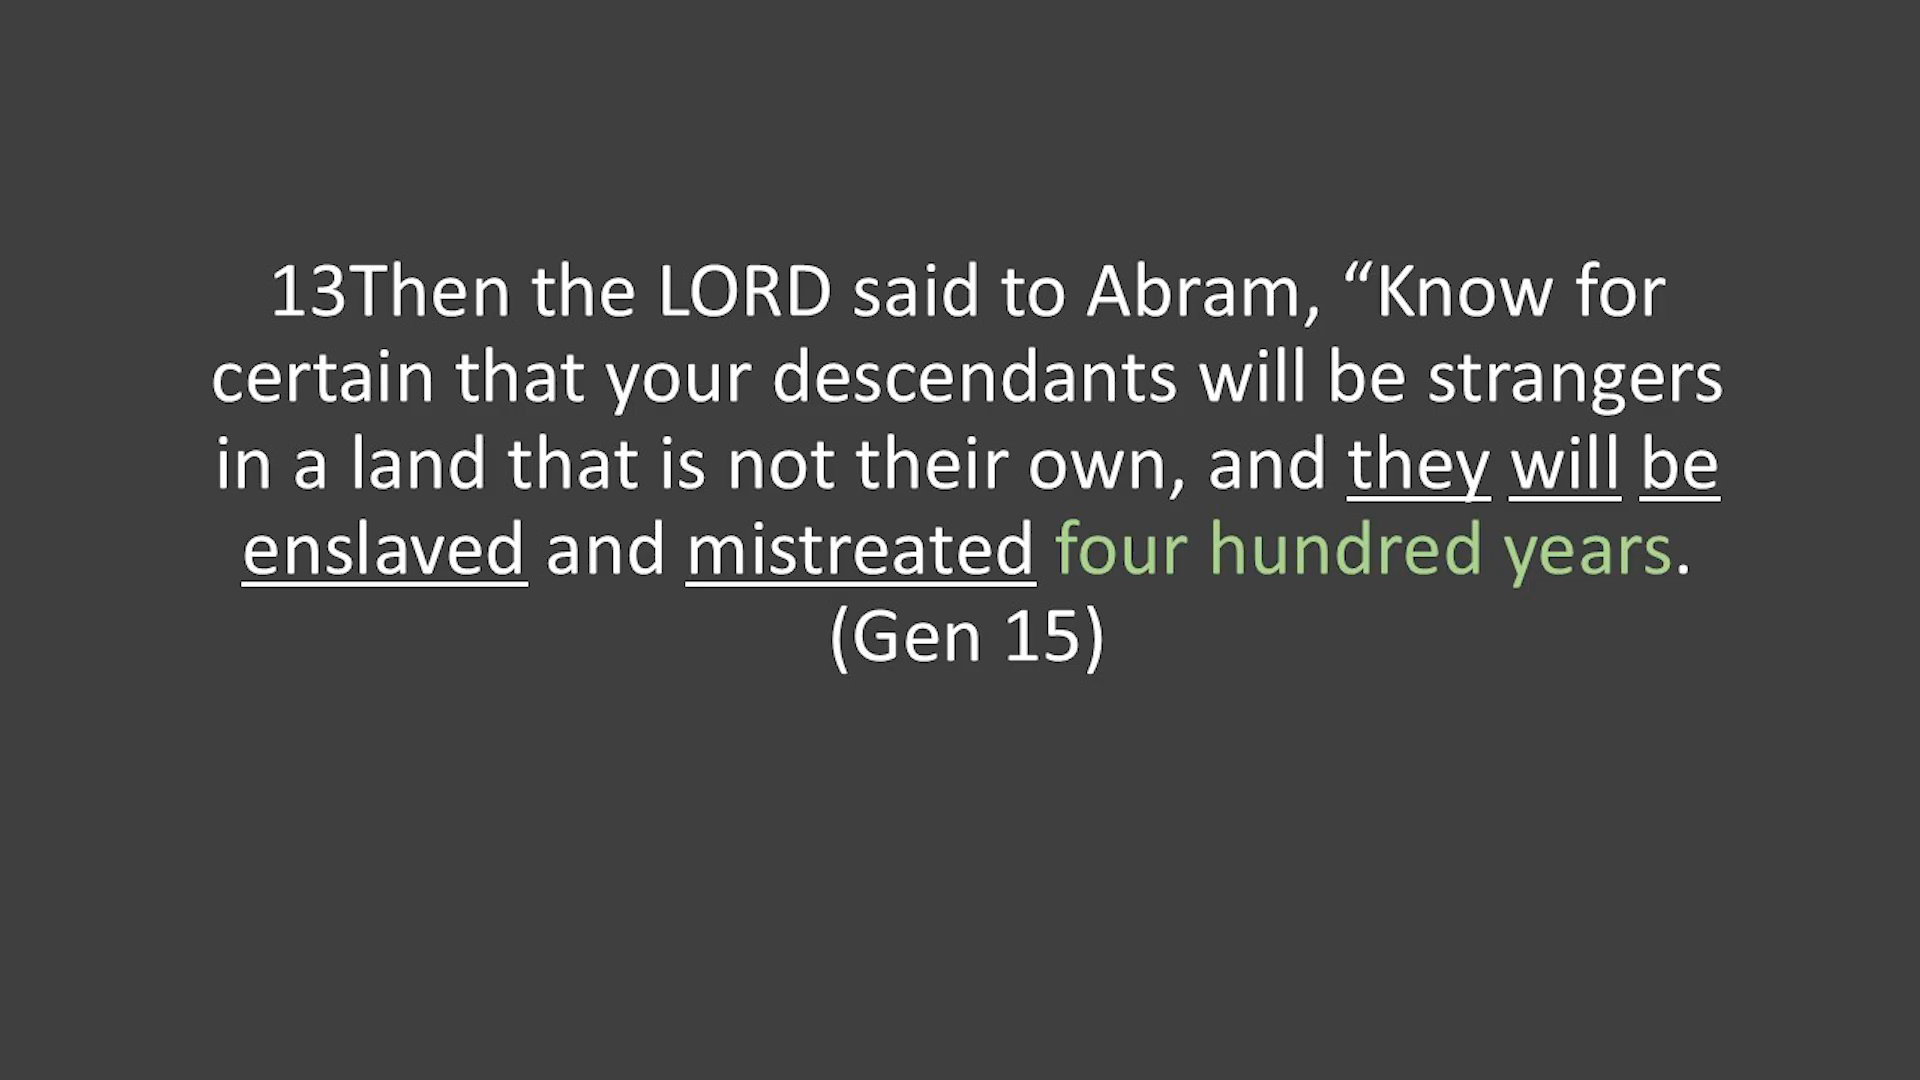 13Then the LORD said to Abram, “Know for
certain that your descendants will be strangers
in a land that is not their own, and they will be
enslaved and mistreated four hundred years.
(Gen 15)